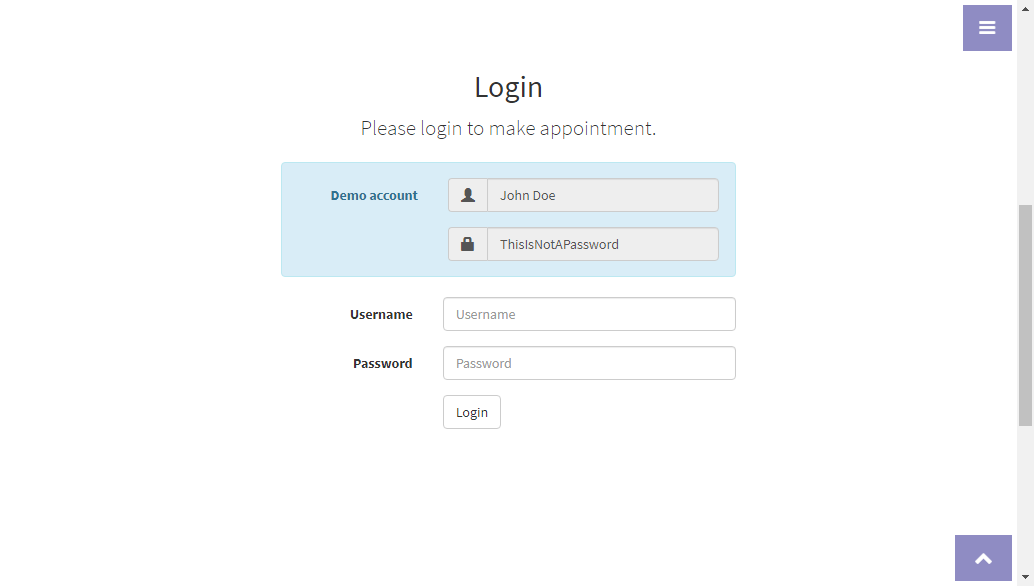 Login
Please login to make appointment.
Demo account
John Doe
ThisIsNotAPassword
Username
Username
Password
Password
Login